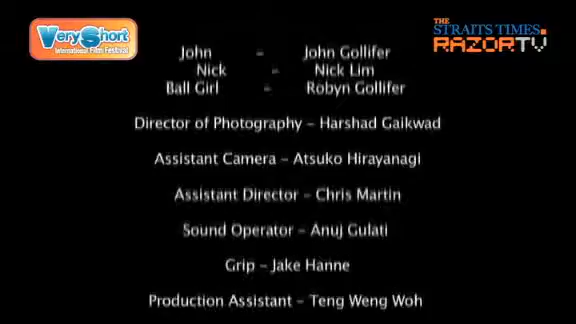 Very Short
International Film Festival
THE
STRAITS TIMES
RAZORTV
John - John Gollifer
Nick - Nick Lim
Ball Girl - Robyn Gollifer
Director of Photography - Harshad Gaikwad
Assistant Camera - Atsuko Hirayanagi
Assistant Director - Chris Martin
Sound Operator - Anuj Gulati
Grip - Jake Hanne
Production Assistant - Teng Weng Woh